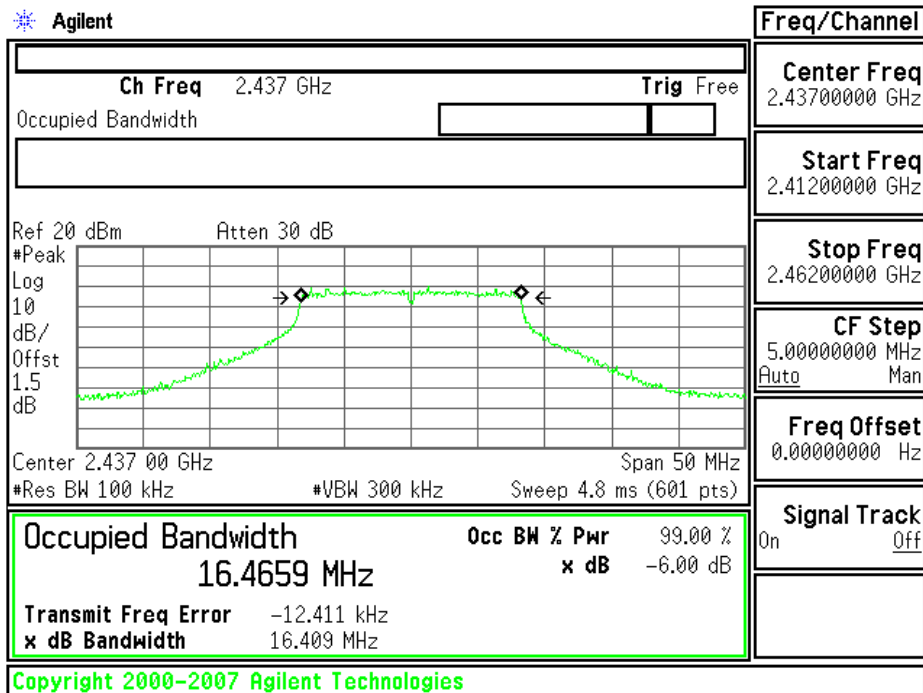 Agilent
Freq/Channel
Ch Freq 2.437 GHz Trig Free
Occupied Bandwidth
Center Freq
2.43700000 GHz
Start Freq
2.41200000 GHz
Stop Freq
2.46200000 GHz
CF Step
5.00000000 MHz
Auto Man
Freq Offset
0.00000000 Hz
Signal Track
On Off
Ref 20 dBm Atten 30 dB
#Peak
Log
10
dB/
Offst
1.5
dB
Center 2.437 00 GHz Span 50 MHz
#Res BW 100 kHz #VBW 300 kHz Sweep 4.8 ms (601 pts)
Occupied Bandwidth
16.4659 MHz
Occ BW % Pwr 99.00 %
x dB -6.00 dB
Transmit Freq Error -12.411 kHz
x dB Bandwidth 16.409 MHz
Copyright 2000-2007 Agilent Technologies